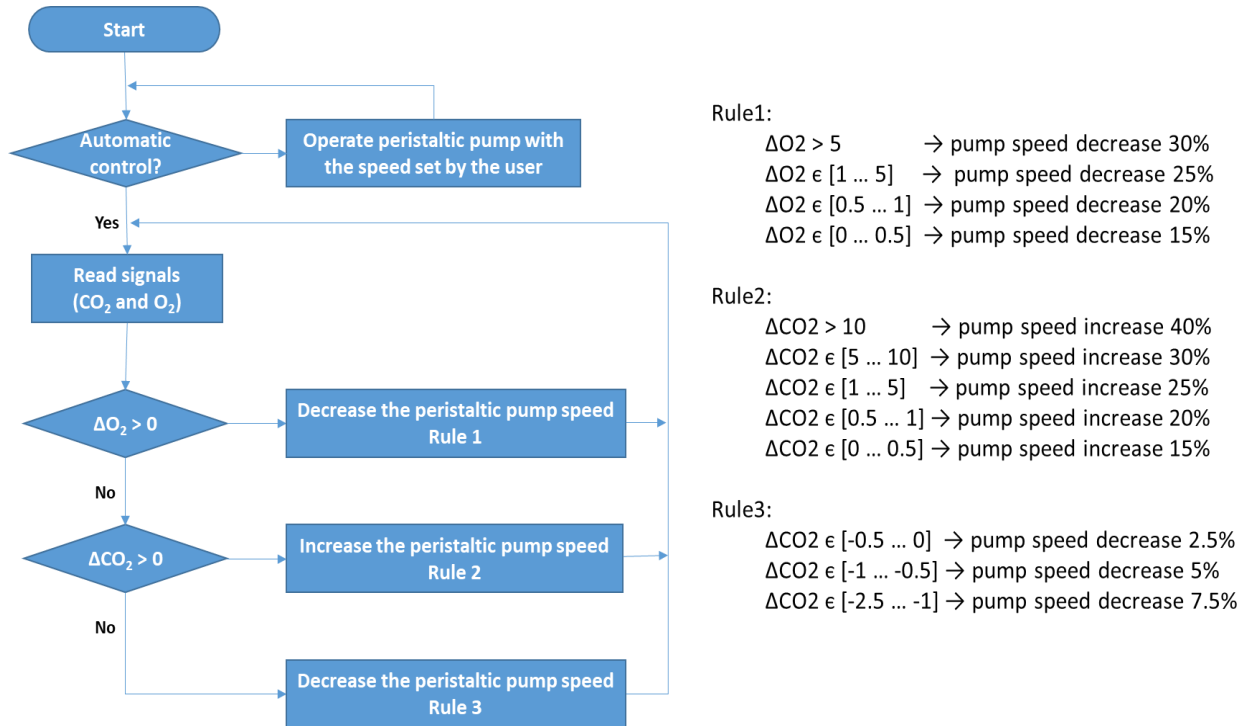 Start
Automatic
control?
Operate peristaltic pump with
the speed set by the user
Yes
Read signals
(CO₂ and O₂)
ΔO₂ > 0
Decrease the peristaltic pump speed
Rule 1
No
ΔCO₂ > 0
Increase the peristaltic pump speed
Rule 2
No
Decrease the peristaltic pump speed
Rule 3
Rule1:
ΔO2 > 5 → pump speed decrease 30%
ΔO2 ϵ [1 ... 5] → pump speed decrease 25%
ΔO2 ϵ [0.5 ... 1] → pump speed decrease 20%
ΔO2 ϵ [0 ... 0.5] → pump speed decrease 15%
Rule2:
ΔCO2 > 10 → pump speed increase 40%
ΔCO2 ϵ [5 ... 10] → pump speed increase 30%
ΔCO2 ϵ [1 ... 5] → pump speed increase 25%
ΔCO2 ϵ [0.5 ... 1] → pump speed increase 20%
ΔCO2 ϵ [0 ... 0.5] → pump speed increase 15%
Rule3:
ΔCO2 ϵ [-0.5 ... 0] → pump speed decrease 2.5%
ΔCO2 ϵ [-1 ... -0.5] → pump speed decrease 5%
ΔCO2 ϵ [-2.5 ... -1] → pump speed decrease 7.5%